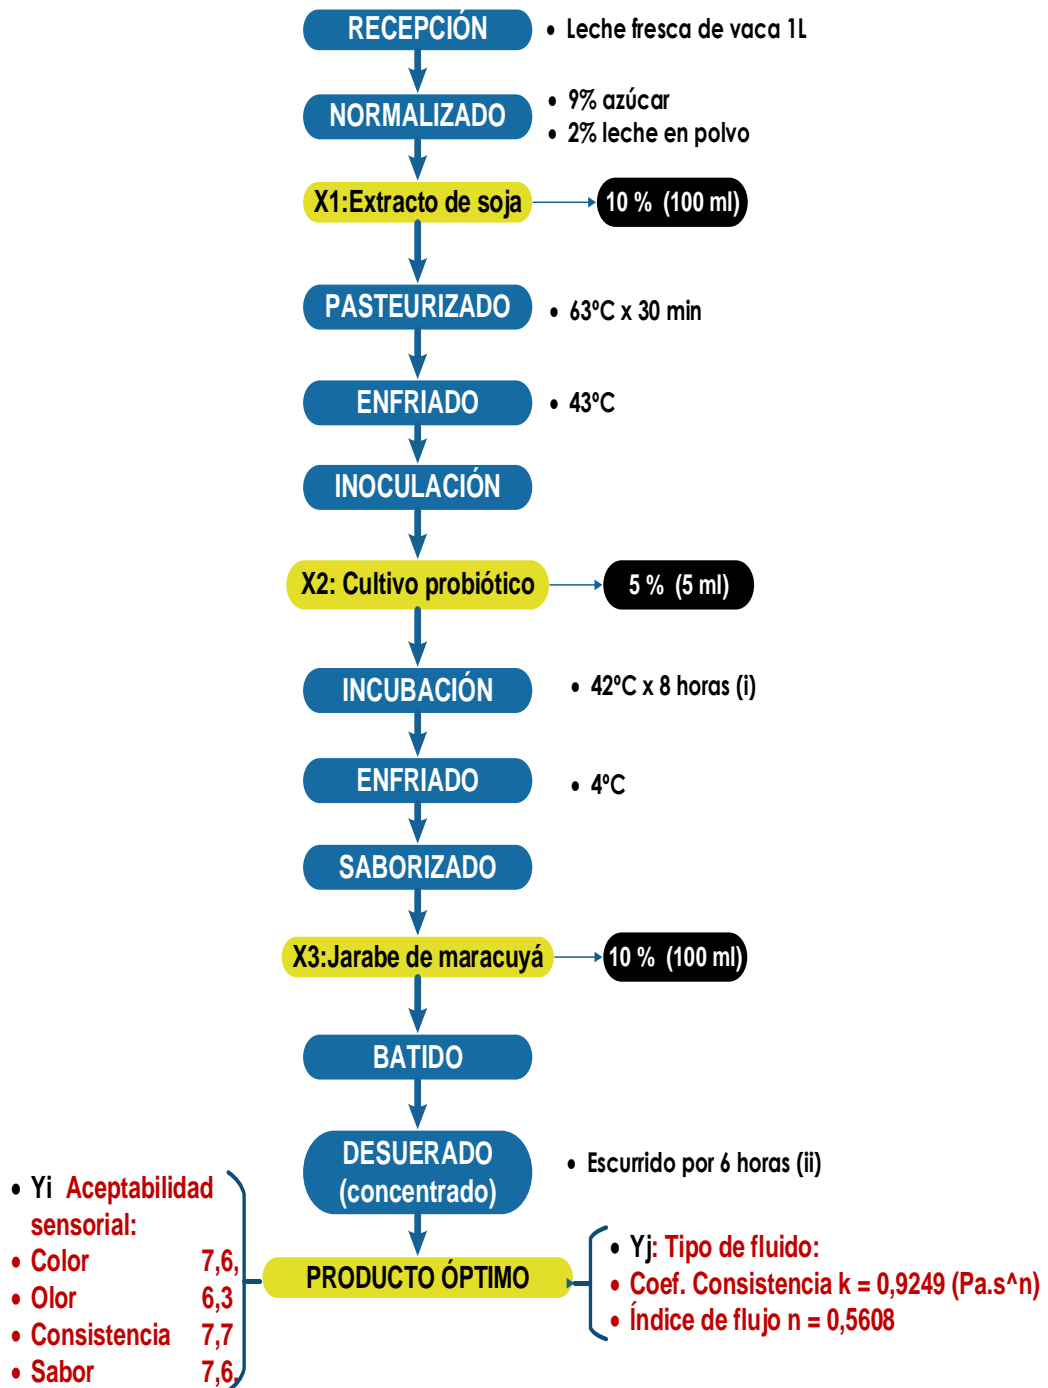 RECEPCIÓN
• Leche fresca de vaca 1L
NORMALIZADO
• 9% azúcar
• 2% leche en polvo
X1:Extracto de soja
10 % (100 ml)
PASTEURIZADO
• 63ºC x 30 min
ENFRIADO
• 43ºC
INOCULACIÓN
X2: Cultivo probiótico
5 % (5 ml)
INCUBACIÓN
• 42ºC x 8 horas (i)
ENFRIADO
• 4ºC
SABORIZADO
X3:Jarabe de maracuyá
10 % (100 ml)
BATIDO
DESUERADO
(concentrado)
• Escurrido por 6 horas (ii)
• Yi Aceptabilidad
sensorial:
• Color 7,6,
• Olor 6,3
• Consistencia 7,7
• Sabor 7,6,
PRODUCTO ÓPTIMO
• Yj: Tipo de fluido:
• Coef. Consistencia k = 0,9249 (Pa.s^n)
• Índice de flujo n = 0,5608